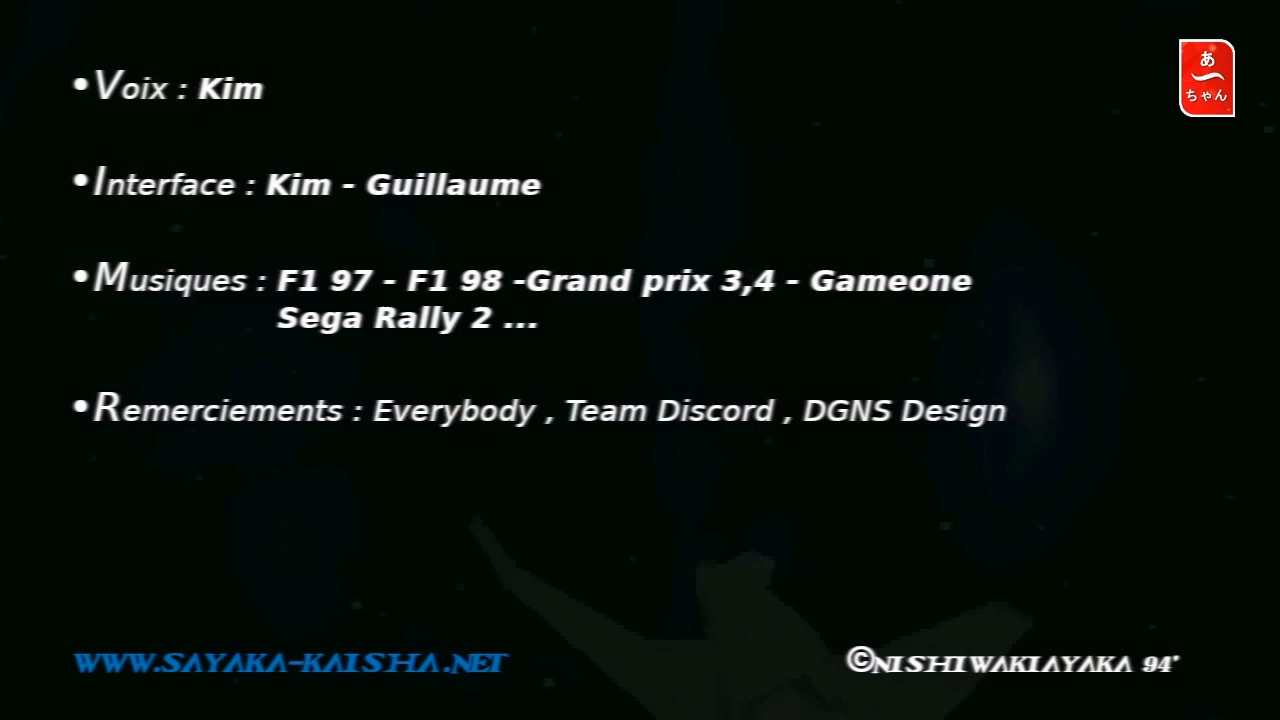 •Voix : Kim
あ
ー
ちゃん
•Interface : Kim - Guillaume
•Musiques : F1 97 - F1 98 -Grand prix 3,4 - Gameone
Sega Rally 2 ...
•Remerciements : Everybody , Team Discord , DGNS Design
WWW.SAYAKA-KAISHA.NET
©NISHIWAKIAYAKA 94'